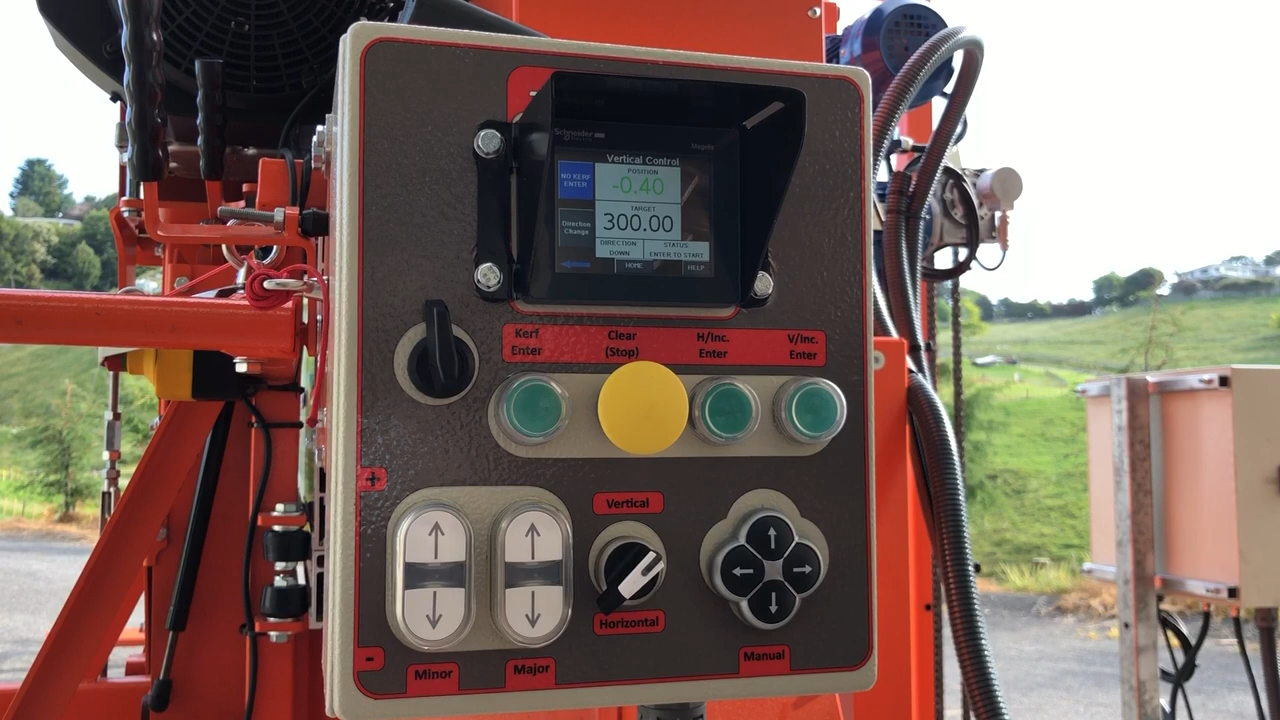 Schneider
Magelis
Vertical Control
NO KERF
ENTER
POSITION
-0.40
TARGET
300.00
Direction
Change
DIRECTION
DOWN
STATUS:
ENTER TO START
HOME
HELP
Kerf
Enter
Clear
(Stop)
H/Inc.
Enter
V/Inc.
Enter
+
Vertical
Horizontal
-
Minor
Major
Manual